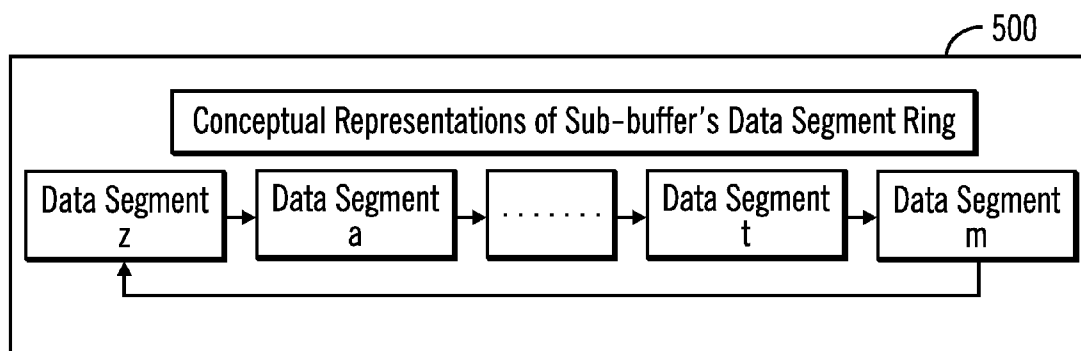 500
Conceptual Representations of Sub-buffer's Data Segment Ring
Data Segment
z
Data Segment
a
.......
Data Segment
t
Data Segment
m